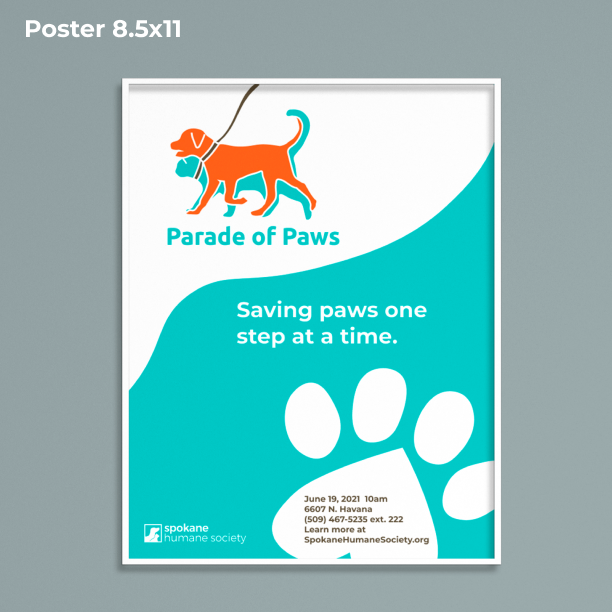 Poster 8.5x11
Parade of Paws
Saving paws one
step at a time.
June 19, 2021 10am
6607 N. Havana
(509) 467-5235 ext. 222
Learn more at
SpokaneHumaneSociety.org
spokane
humane society